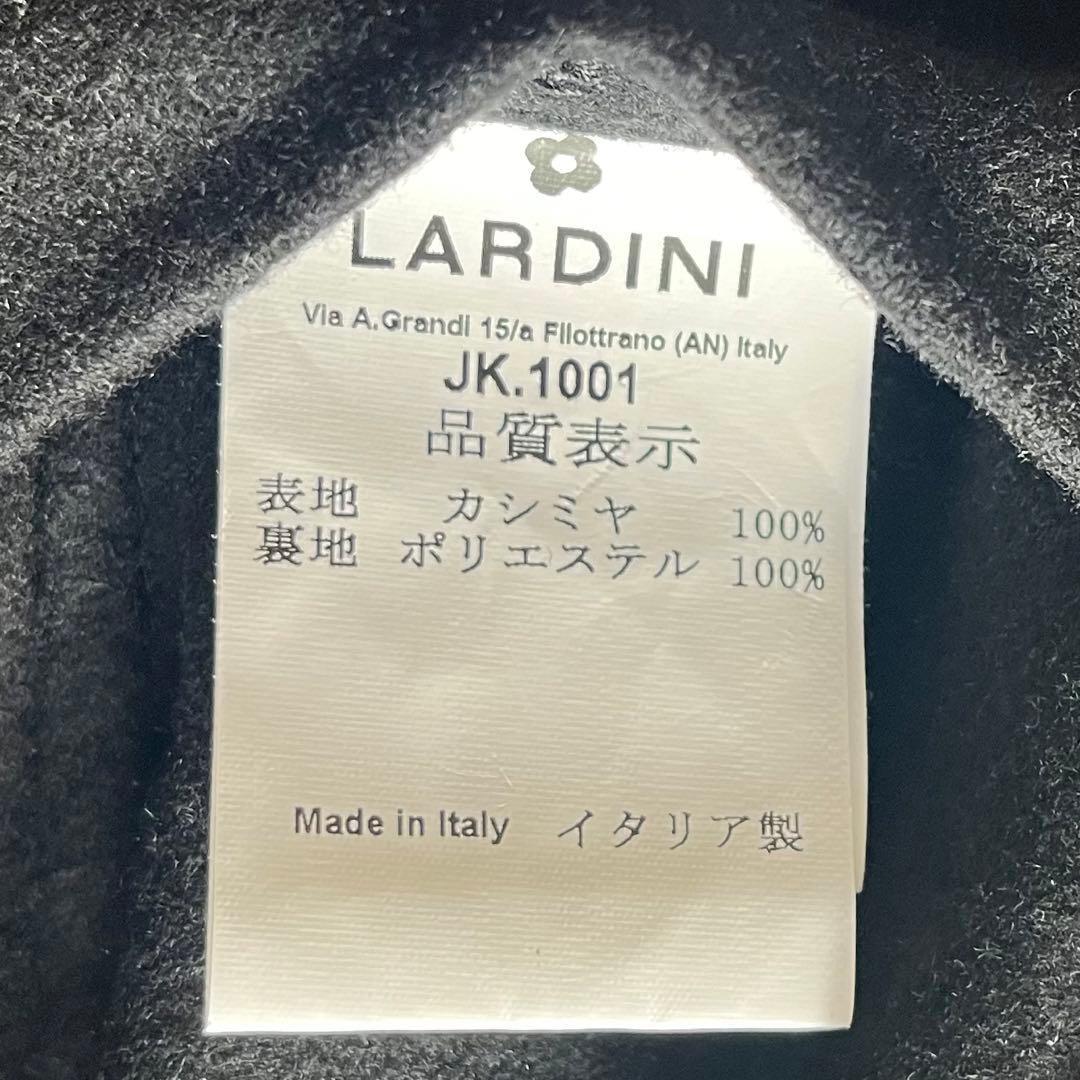 LARDINI
Via A.Grandi 15/a Filottrano (AN) Italy
JK.1001
品質表示
表地 カシミヤ 100%
裏地 ポリエステル 100%
Made in Italy イタリア製